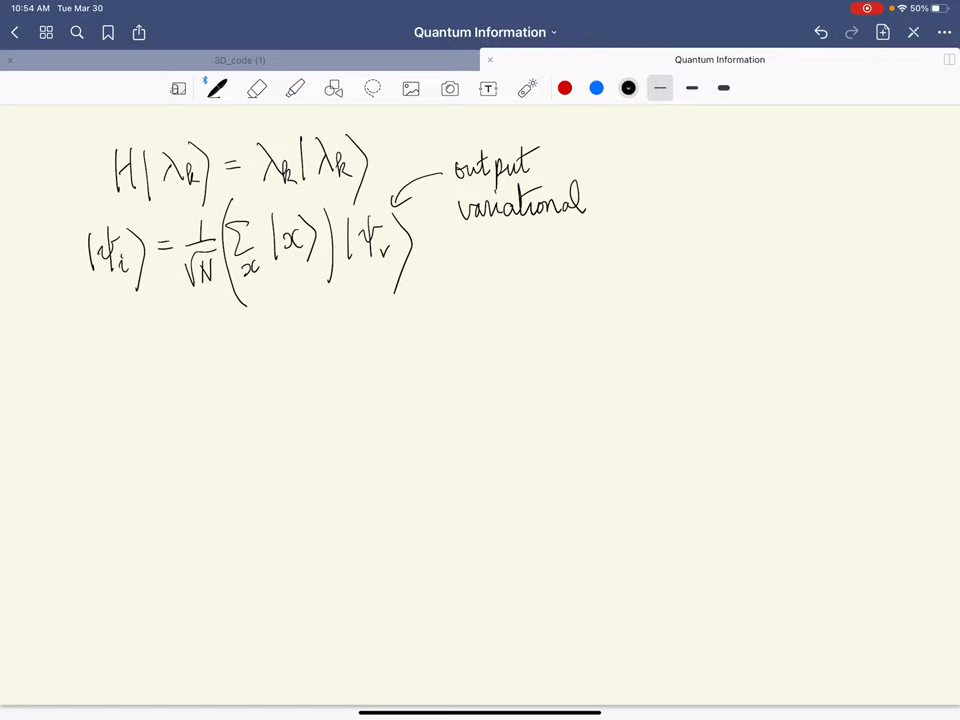 10:54 AM Tue Mar 30
50%
Quantum Information
3D_code (1)
Quantum Information
T
H|λk⟩ = λk|λk⟩
output
variational
|ψi⟩ = 1/√N (∑x |x⟩) |ψv⟩